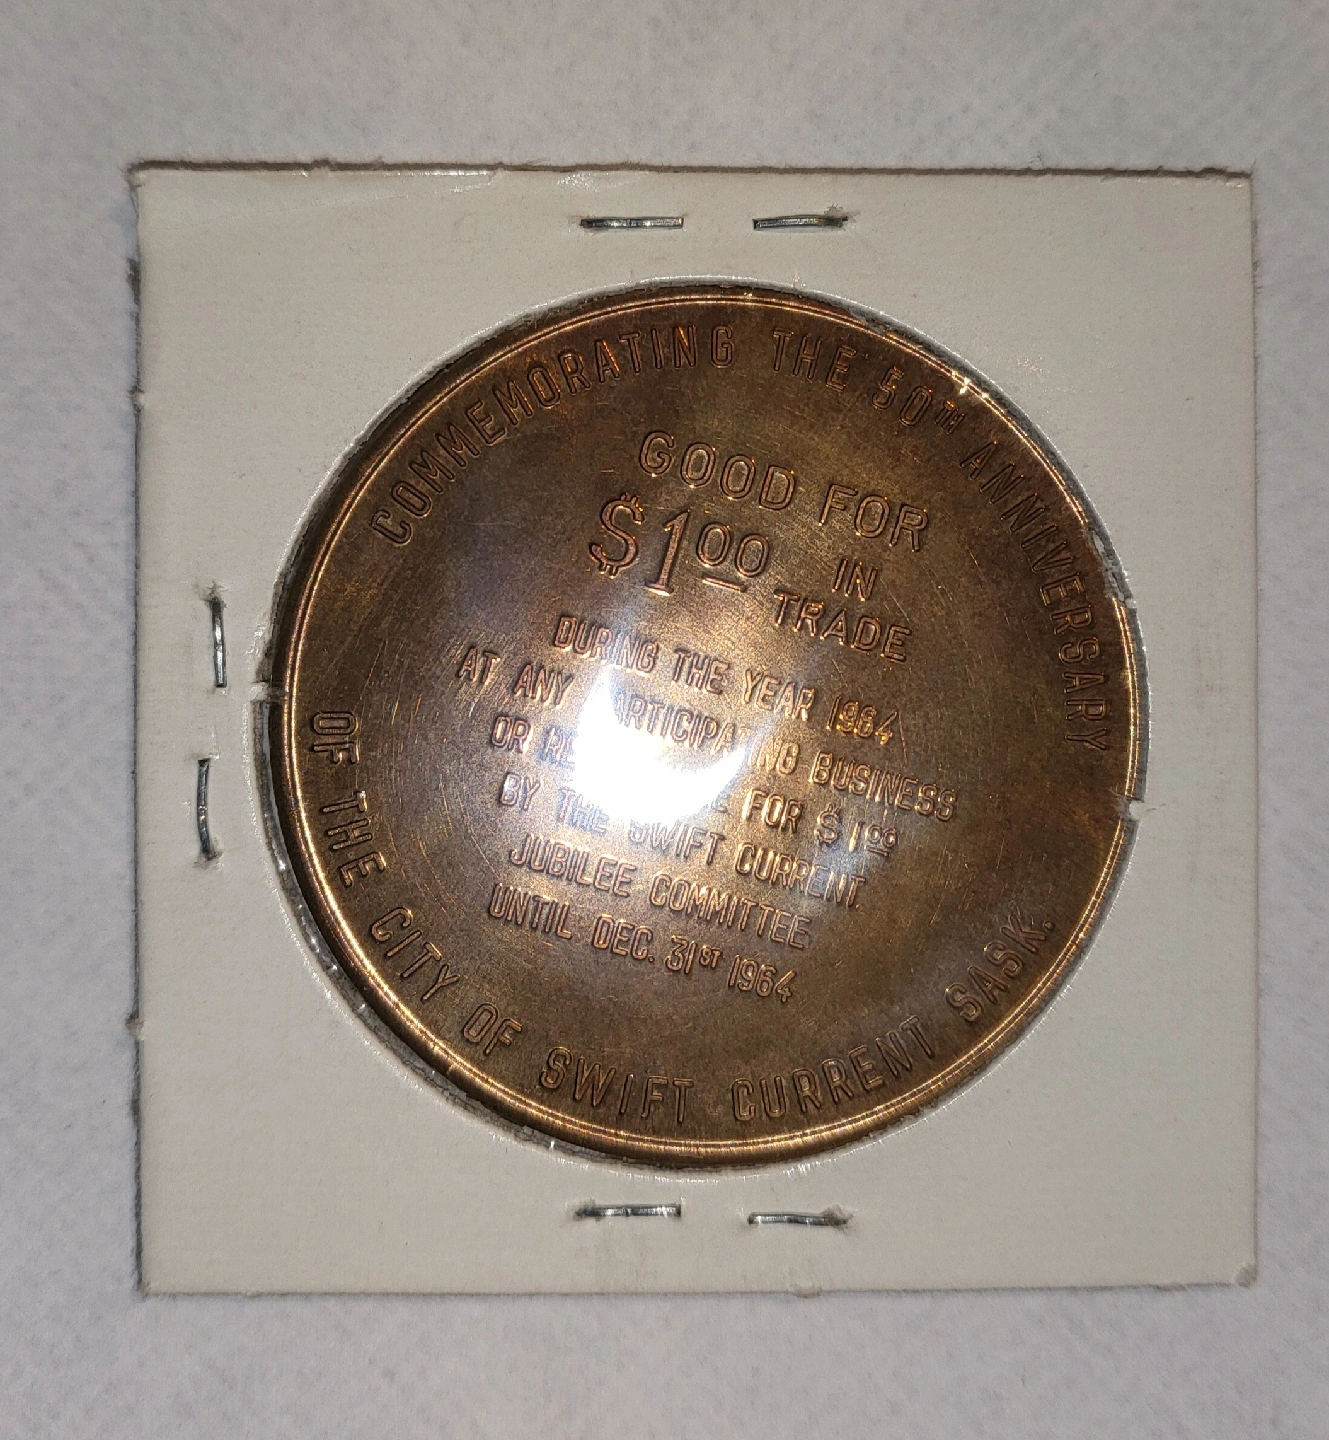 COMMEMORATING THE 50TH ANNIVERSARY
GOOD FOR
$1.00 IN
TRADE
DURING THE YEAR 1964
AT ANY PARTICIPATING BUSINESS
OR FOR $1.00
BY THE SWIFT CURRENT
JUBILEE COMMITTEE
UNTIL DEC. 31ST 1964
OF THE CITY OF SWIFT CURRENT SASK.